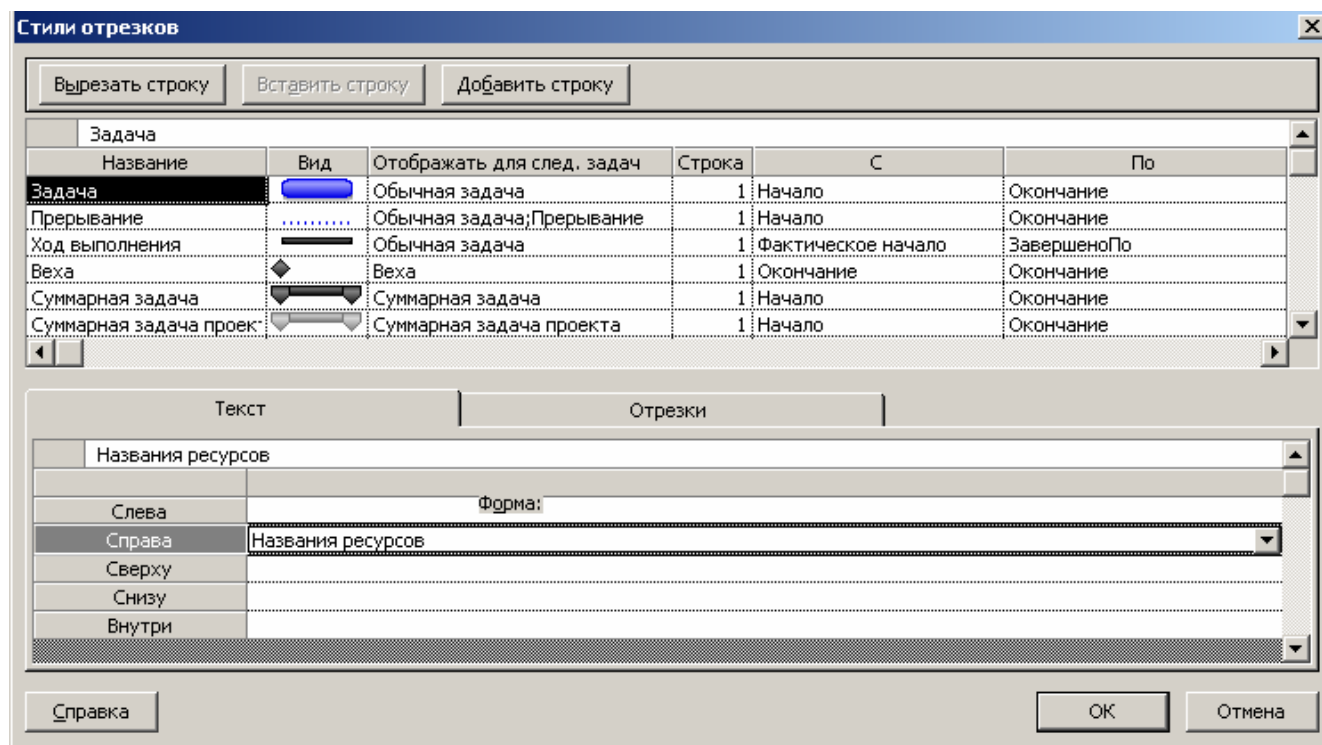 Стили отрезков
Вырезать строку Вставить строку Добавить строку
Задача
Название Вид Отображать для след. задач Строка С По
Задача Обычная задача 1 Начало Окончание
Прерывание Обычная задача;Прерывание 1 Начало Окончание
Ход выполнения Обычная задача 1 Фактическое начало ЗавершеноПо
Веха Веха 1 Окончание Окончание
Суммарная задача Суммарная задача 1 Начало Окончание
Суммарная задача проек Суммарная задача проекта 1 Начало Окончание
Текст Отрезки
Названия ресурсов
Слева Форма:
Справа Названия ресурсов
Сверху
Снизу
Внутри
Справка ОК Отмена